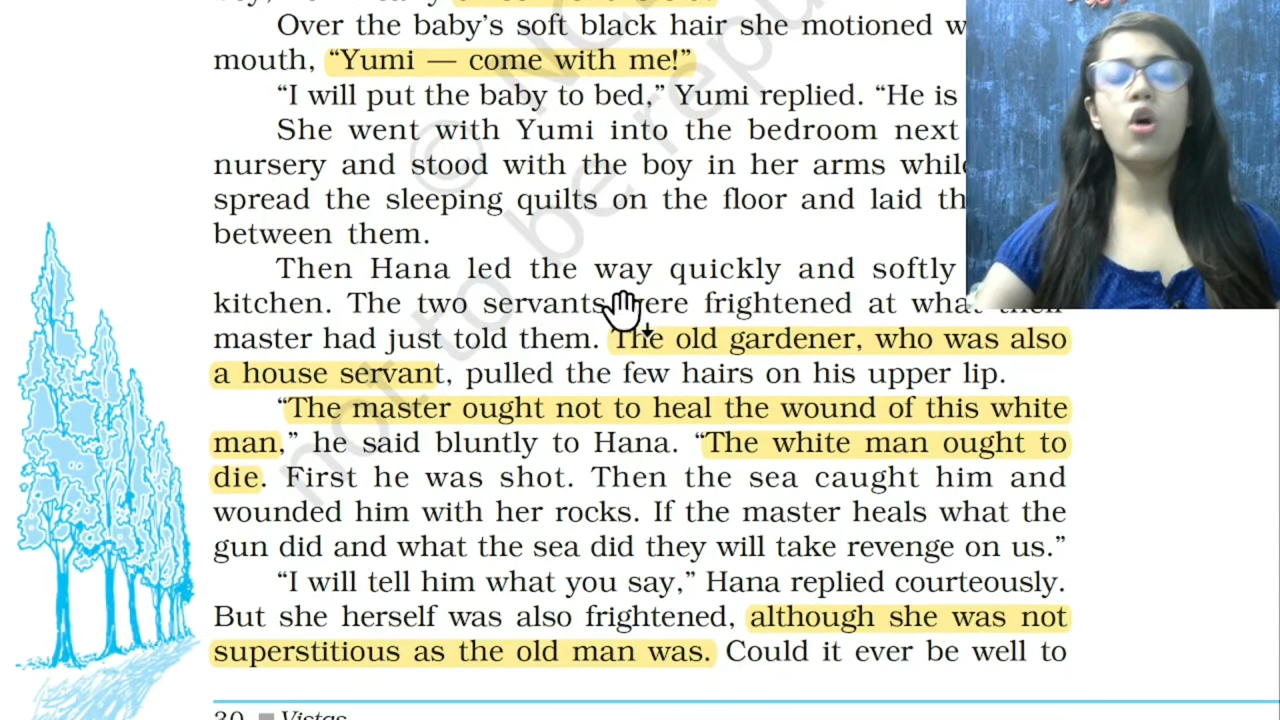 Over the baby’s soft black hair she motioned
mouth, “Yumi — come with me!”
“I will put the baby to bed,” Yumi replied. “He is
She went with Yumi into the bedroom next
nursery and stood with the boy in her arms
spread the sleeping quilts on the floor and laid
between them.
Then Hana led the way quickly and softly
kitchen. The two servants were frightened at what their
master had just told them. The old gardener, who was also
a house servant, pulled the few hairs on his upper lip.
“The master ought not to heal the wound of this white
man,” he said bluntly to Hana. “The white man ought to
die. First he was shot. Then the sea caught him and
wounded him with her rocks. If the master heals what the
gun did and what the sea did they will take revenge on us.”
“I will tell him what you say,” Hana replied courteously.
But she herself was also frightened, although she was not
superstitious as the old man was. Could it ever be well to
30 Vistas
not to be repu
© NC